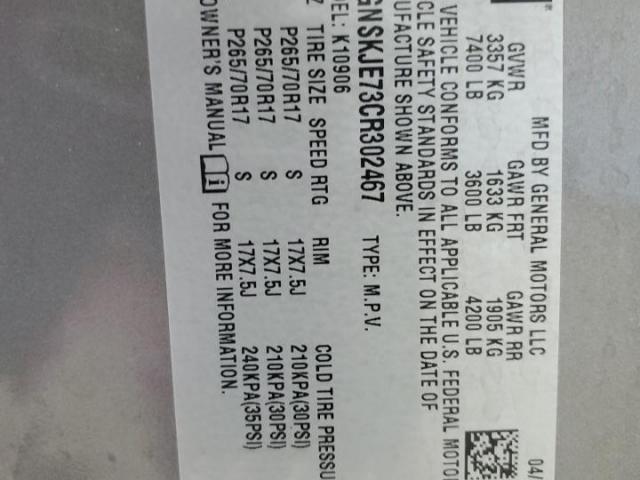 MFD BY GENERAL MOTORS LLC 04/
GVWR GAWR FRT GAWR RR
3357 KG 1633 KG 1905 KG
7400 LB 3600 LB 4200 LB
VEHICLE CONFORMS TO ALL APPLICABLE U.S. FEDERAL MOTO
CLE SAFETY STANDARDS IN EFFECT ON THE DATE OF
UFACTURE SHOWN ABOVE.
GNSKJE73CR302467 TYPE: M.P.V.
DEL: K10906
TIRE SIZE SPEED RTG RIM COLD TIRE PRESSU
P265/70R17 S 17X7.5J 210KPA(30PSI)
P265/70R17 S 17X7.5J 210KPA(30PSI)
P265/70R17 S 17X7.5J 240KPA(35PSI)
OWNER'S MANUAL i FOR MORE INFORMATION.